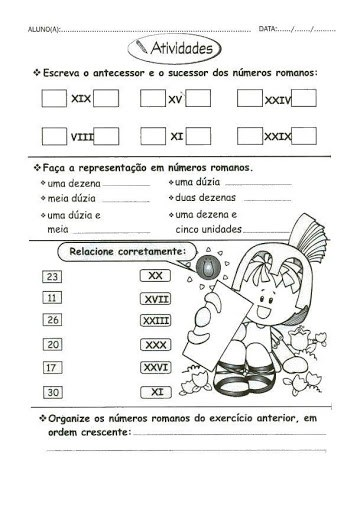 ALUNO(A):................................................................ DATA:....../....../.........
Atividades
❖ Escreva o antecessor e o sucessor dos números romanos:
XIX XV XXIV
VIII XI XXIX
❖ Faça a representação em números romanos.
❖ uma dezena ____________ ❖ uma dúzia ____________
❖ meia dúzia ____________ ❖ duas dezenas ____________
❖ uma dúzia e ❖ uma dezena e
meia ____________ cinco unidades ____________
Relacione corretamente:
23 XX
11 XVII
26 XXIII
20 XXX
17 XXVI
30 XI
❖ Organize os números romanos do exercício anterior, em
ordem crescente: ____________